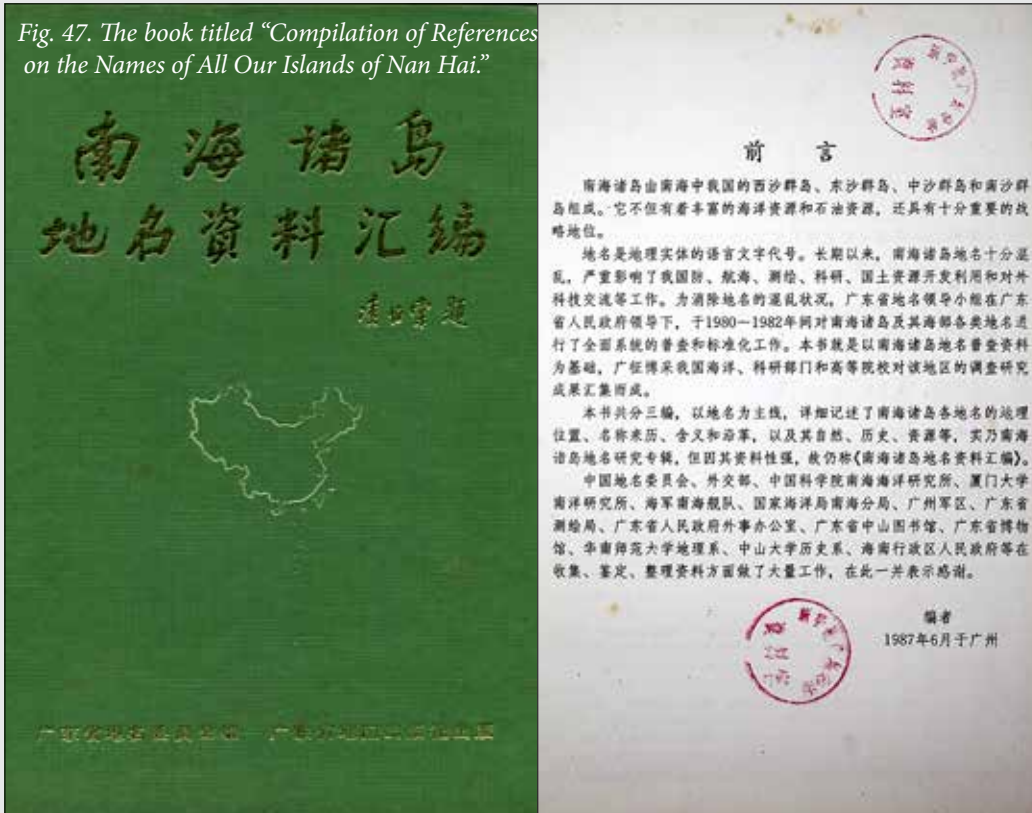 Fig. 47. The book titled “Compilation of References
on the Names of All Our Islands of Nan Hai.”
南海诸岛
地名資料汇编
前 言
南海诸岛由南海中我国的西沙群岛、东沙群岛、中沙群岛和南沙群
岛组成。它不但有着丰富的海洋资源和石油资源，还具有十分重要的战
略地位。
地名是地理实体的语言文字代号。长期以来，南海诸岛地名十分混
乱，严重影响了我国防、航海、测绘、科研、国土资源开发利用和对外
科技交流等工作。为消除地名的混乱状况，广东省地名领导小组在广东
省人民政府领导下，于1980—1982年间对南海诸岛及其海部各类地名进
行了全面系统的普查和标准化工作。本书就是以南海诸岛地名普查资料
为基础，广征博采我国海洋、科研部门和高等院校对该地区的调查研究
成果汇集而成。
本书共分三编，以地名为主线，详细记述了南海诸岛各地名的地理
位置、名称来历、含义和沿革，以及其自然、历史、资源等，实乃南海
诸岛地名研究专辑，但因其资料性强，故仍称《南海诸岛地名资料汇编》。
中国地名委员会、外交部、中国科学院南海海洋研究所、厦门大学
南洋研究所、海军南海舰队、国家海洋局南海分局、广州军区、广东省
测绘局、广东省人民政府外事办公室、广东省中山图书馆、广东省博物
馆、华南师范大学地理系、中山大学历史系、海南行政区人民政府等在
收集、鉴定、整理资料方面做了大量工作，在此一并表示感谢。
编者
1987年6月于广州
资料室